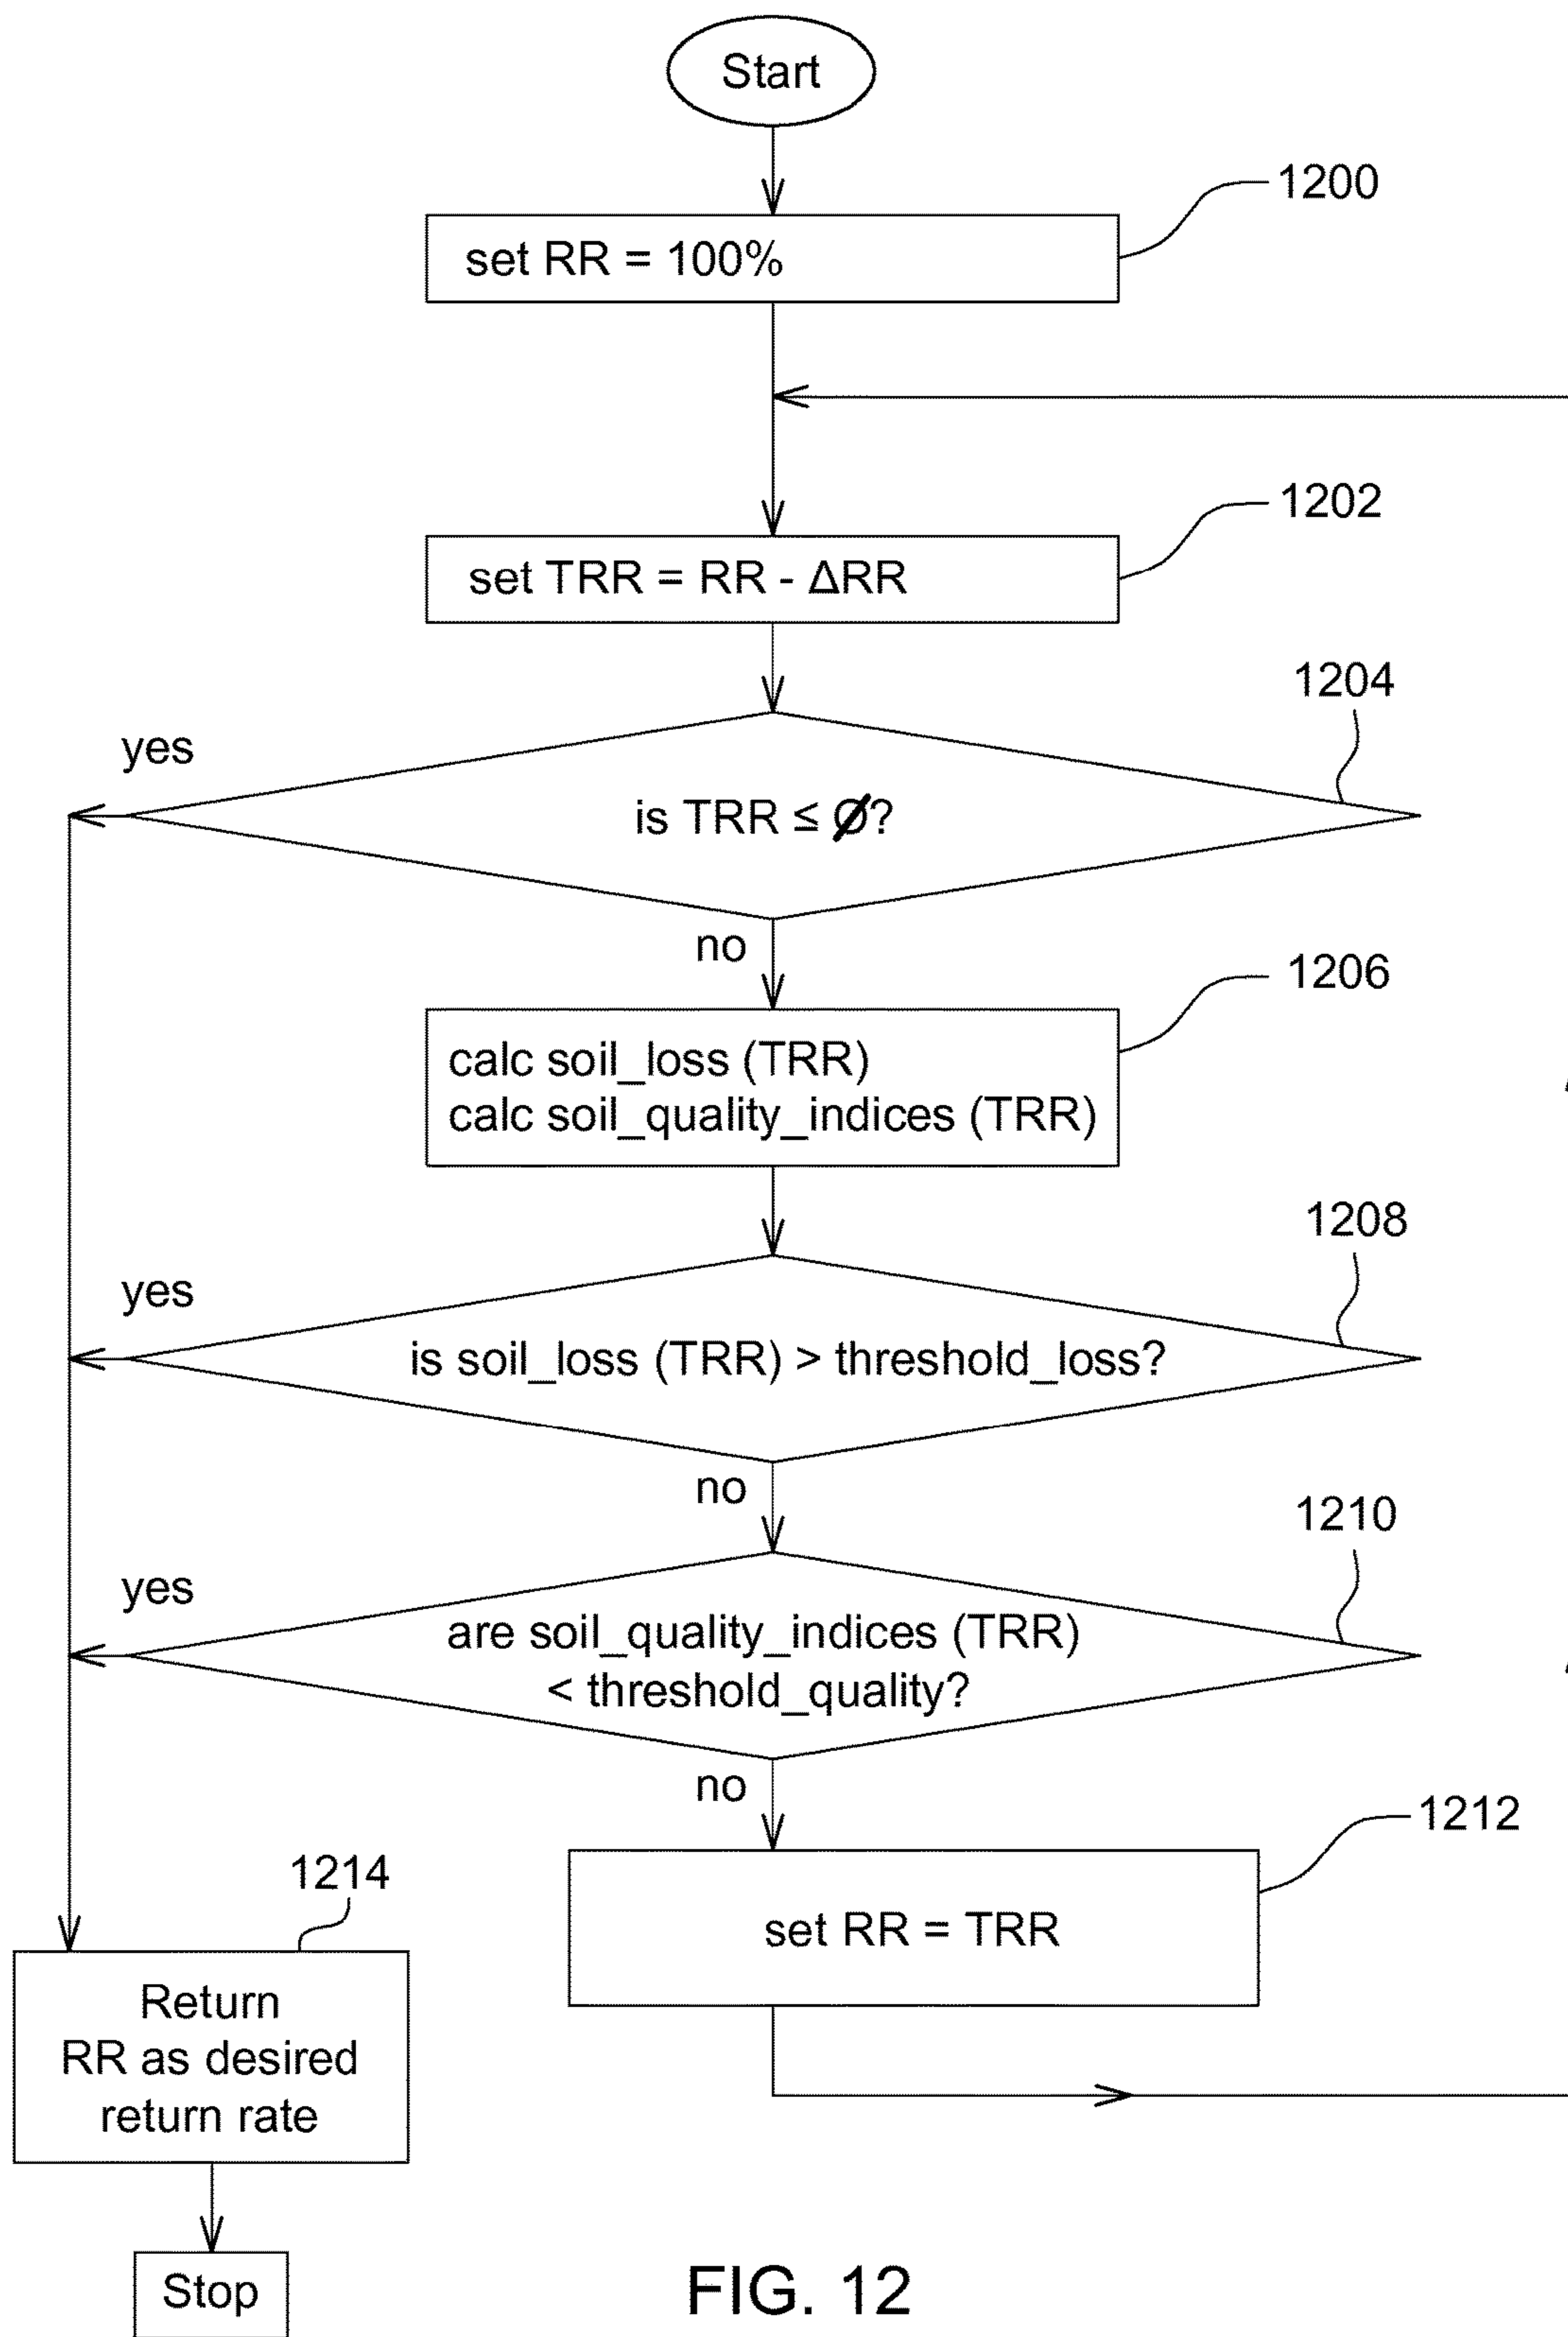 Start
1200
set RR = 100%
1202
set TRR = RR - ΔRR
1204
yes
is TRR ≤ Ø?
no
1206
calc soil_loss (TRR)
calc soil_quality_indices (TRR)
1208
yes
is soil_loss (TRR) > threshold_loss?
no
1210
yes
are soil_quality_indices (TRR)
< threshold_quality?
no
1212
set RR = TRR
1214
Return
RR as desired
return rate
Stop
FIG. 12